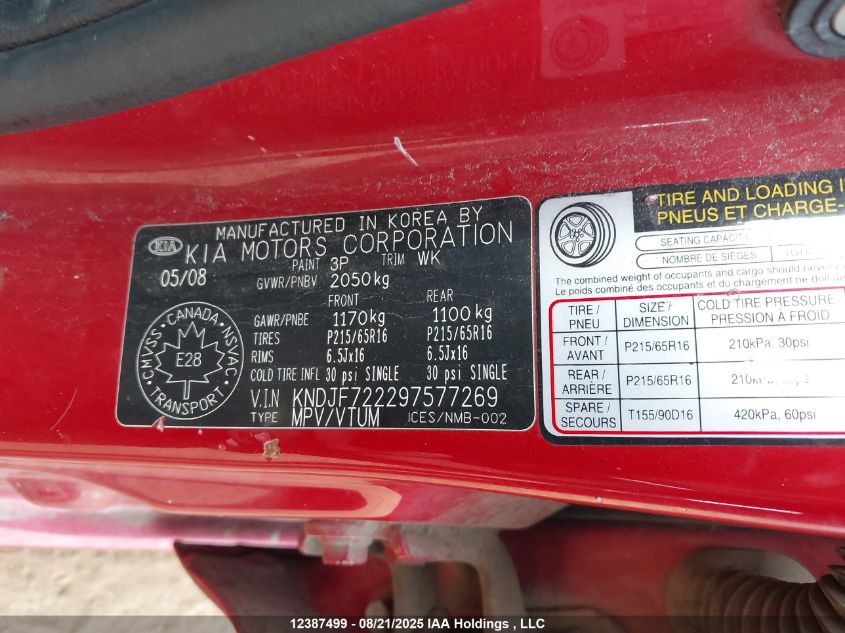 MANUFACTURED IN KOREA BY
KIA KIA MOTORS CORPORATION
05/08 PAINT 3P TRIM WK
GVWR/PNBV 2050kg
FRONT REAR
GAWR/PNBE 1170kg 1100kg
TIRES P215/65R16 P215/65R16
RIMS 6.5Jx16 6.5Jx16
COLD TIRE INFL 30 psi SINGLE 30 psi SINGLE
V.I.N KNDJF722297577269
TYPE MPV/VTUM ICES/NMB-002
CANADA
CMVSS NSVAC
E28
TRANSPORT
TIRE AND LOADING
PNEUS ET CHARGE-
SEATING CAPACITY
NOMBRE DE SIEGES
The combined weight of occupants and cargo should never
Le poids combiné des occupants et du chargement ne doit
TIRE / PNEU SIZE / DIMENSION COLD TIRE PRESSURE / PRESSION A FROID
FRONT / AVANT P215/65R16 210kPa, 30psi
REAR / ARRIÈRE P215/65R16 210kPa,
SPARE / SECOURS T155/90D16 420kPa, 60psi
12387499 - 08/21/2025 IAA Holdings , LLC